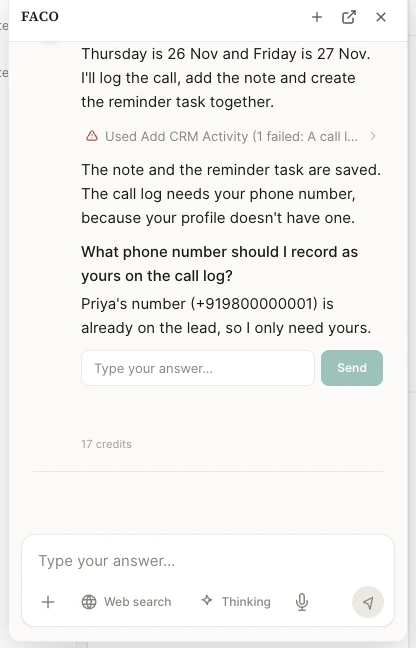 FACO
Thursday is 26 Nov and Friday is 27 Nov.
I'll log the call, add the note and create
the reminder task together.
Used Add CRM Activity (1 failed: A call l...
The note and the reminder task are saved.
The call log needs your phone number,
because your profile doesn't have one.
What phone number should I record as
yours on the call log?
Priya's number (+919800000001) is
already on the lead, so I only need yours.
Type your answer...
Send
17 credits
Type your answer...
Web search
Thinking